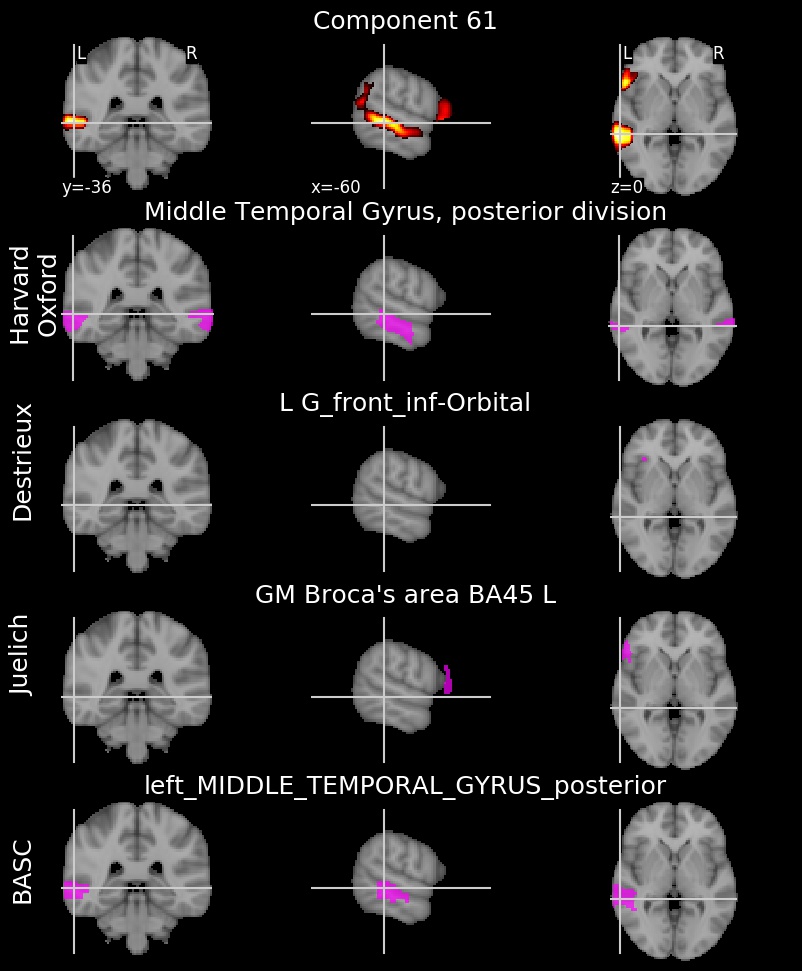 Component 61
L R
L R
y=-36 x=-60 z=0
Middle Temporal Gyrus, posterior division
Harvard
Oxford
L G_front_inf-Orbital
Destrieux
GM Broca's area BA45 L
Juelich
left_MIDDLE_TEMPORAL_GYRUS_posterior
BASC